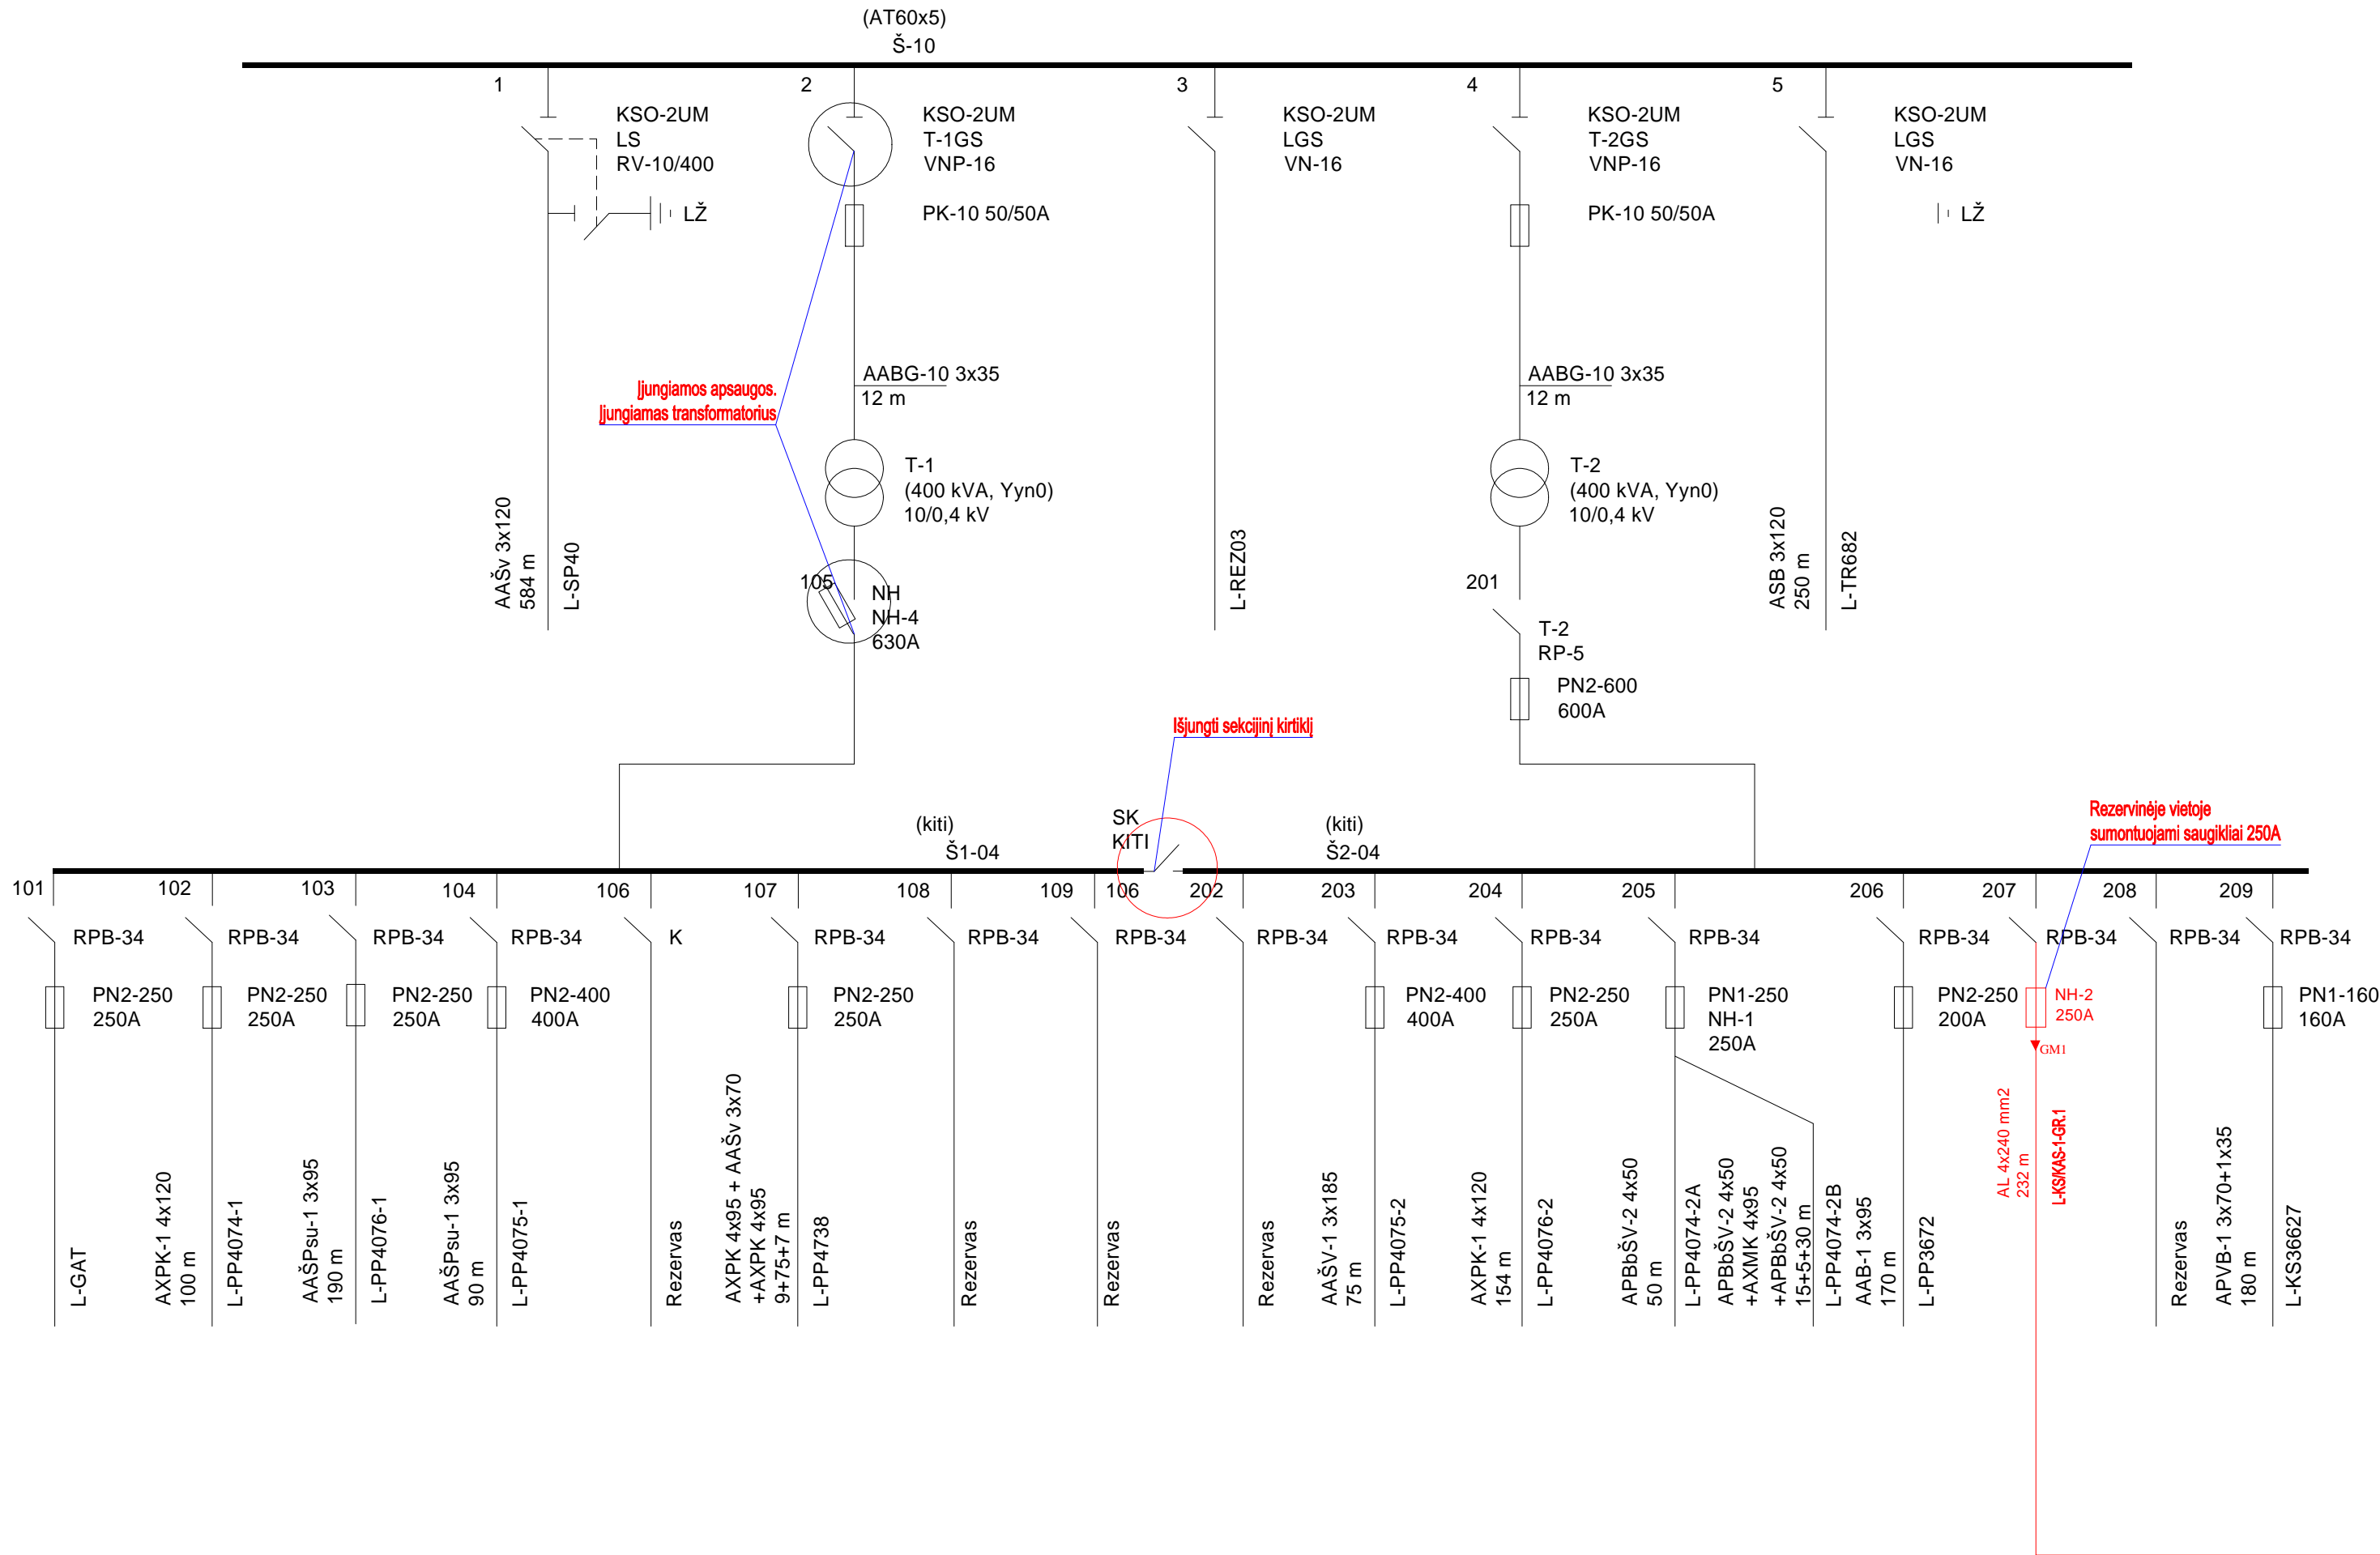 (AT60x5)
Š-10
1
KSO-2UM
LS
RV-10/400
LŽ
2
KSO-2UM
T-1GS
VNP-16
PK-10 50/50A
3
KSO-2UM
LGS
VN-16
4
KSO-2UM
T-2GS
VNP-16
PK-10 50/50A
5
KSO-2UM
LGS
VN-16
LŽ
Įjungiamos apsaugos.
Įjungiamas transformatorius
AABG-10 3x35
12 m
AABG-10 3x35
12 m
T-1
(400 kVA, Yyn0)
10/0,4 kV
T-2
(400 kVA, Yyn0)
10/0,4 kV
AAŠv 3x120
584 m
L-SP40
105
NH
NH-4
630A
L-REZ03
201
T-2
RP-5
PN2-600
600A
ASB 3x120
250 m
L-TR682
Išjungti sekcijinį kirtiklį
Rezervinėje vietoje
sumontuojami saugikliai 250A
(kiti)
Š1-04
SK
KITI
(kiti)
Š2-04
101
102
103
104
106
107
108
109
106
202
203
204
205
206
207
208
209
RPB-34
RPB-34
RPB-34
RPB-34
K
RPB-34
RPB-34
RPB-34
RPB-34
RPB-34
RPB-34
RPB-34
RPB-34
RPB-34
RPB-34
RPB-34
PN2-250
250A
PN2-250
250A
PN2-250
250A
PN2-400
400A
PN2-250
250A
PN2-400
400A
PN2-250
250A
PN1-250
NH-1
250A
PN2-250
200A
NH-2
250A
GM1
PN1-160
160A
L-GAT
AXPK-1 4x120
100 m
L-PP4074-1
AAŠPsu-1 3x95
190 m
L-PP4076-1
AAŠPsu-1 3x95
90 m
L-PP4075-1
Rezervas
AXPK 4x95 + AAŠv 3x70
+AXPK 4x95
9+75+7 m
L-PP4738
Rezervas
Rezervas
Rezervas
AAŠV-1 3x185
75 m
L-PP4075-2
AXPK-1 4x120
154 m
L-PP4076-2
APBbŠV-2 4x50
50 m
L-PP4074-2A
APBbŠV-2 4x50
+AXMK 4x95
+APBbŠV-2 4x50
15+5+30 m
L-PP4074-2B
AAB-1 3x95
170 m
L-PP3672
AL 4x240 mm2
232 m
L-KS/KAS-1-GR.1
Rezervas
APVB-1 3x70+1x35
180 m
L-KS36627